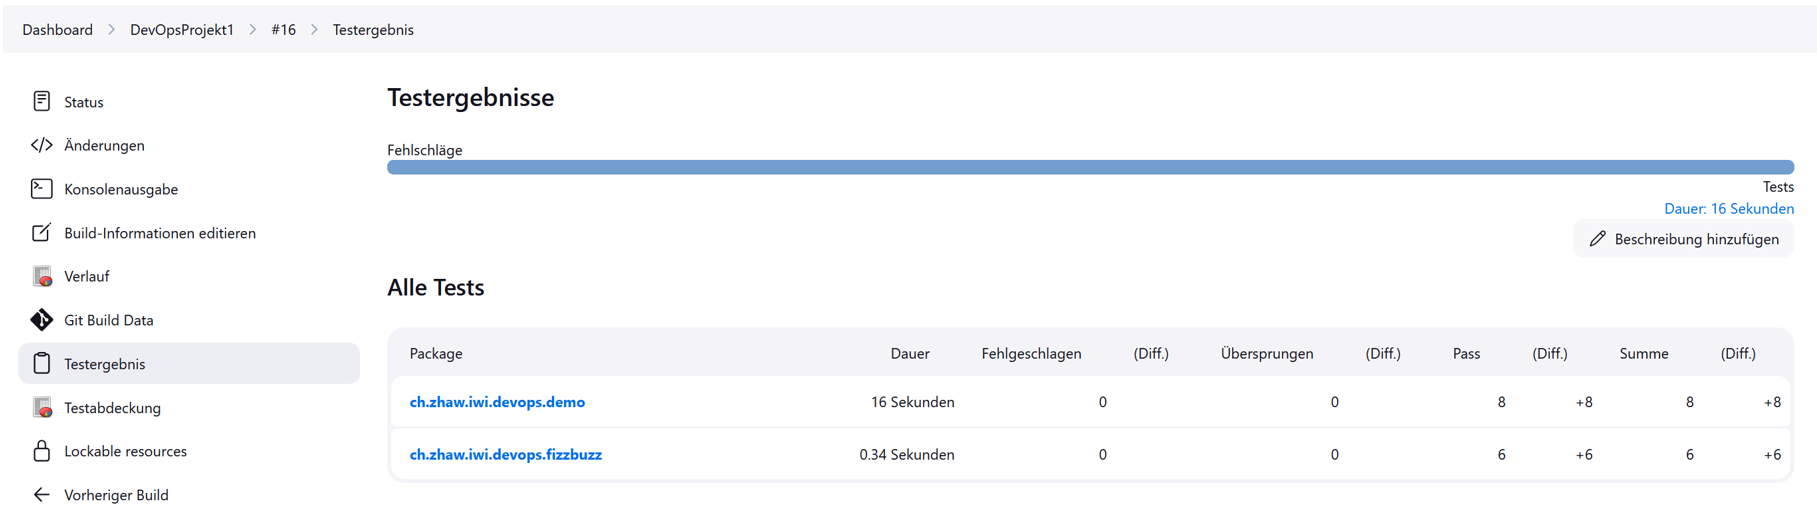 Dashboard > DevOpsProjekt1 > #16 > Testergebnis
Status
Änderungen
Konsolenausgabe
Build-Informationen editieren
Verlauf
Git Build Data
Testergebnis
Testabdeckung
Lockable resources
Vorheriger Build
Testergebnisse
Fehlschläge
Tests
Dauer: 16 Sekunden
Beschreibung hinzufügen
Alle Tests
Package Dauer Fehlgeschlagen (Diff.) Übersprungen (Diff.) Pass (Diff.) Summe (Diff.)
ch.zhaw.iwi.devops.demo 16 Sekunden 0 0 8 +8 8 +8
ch.zhaw.iwi.devops.fizzbuzz 0.34 Sekunden 0 0 6 +6 6 +6